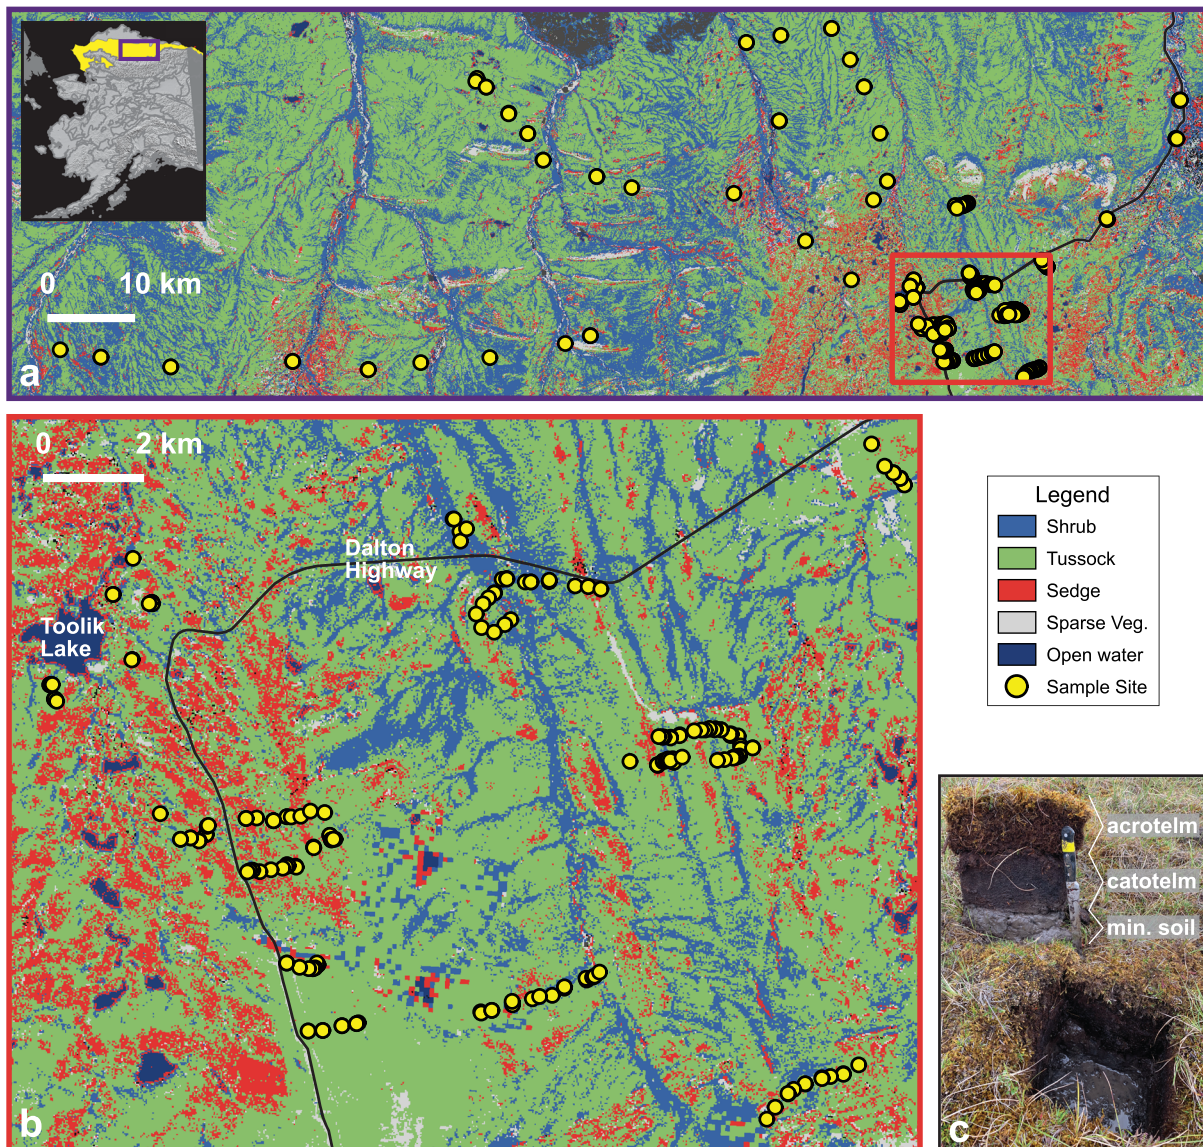 0 10 km
a
0 2 km
Dalton
Highway
Toolik
Lake
b
Legend
Shrub
Tussock
Sedge
Sparse Veg.
Open water
Sample Site
acrotelm
catotelm
min. soil
c